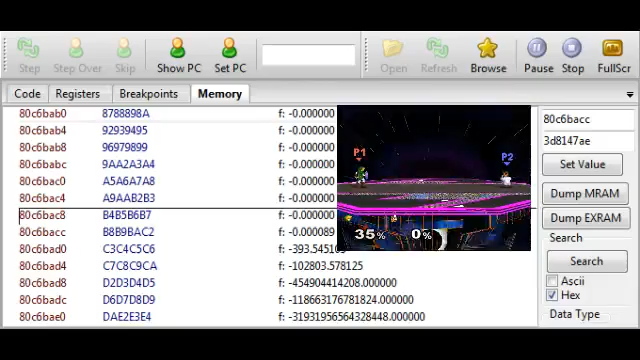 Step Step Over Skip Show PC Set PC Open Refresh Browse Pause Stop FullScr
Code Registers Breakpoints Memory
80c6bab0 8788898A f: -0.000000
80c6bab4 92939495 f: -0.000000
80c6bab8 96979899 f: -0.000000
80c6babc 9AA2A3A4 f: -0.000000
80c6bac0 A5A6A7A8 f: -0.000000
80c6bac4 A9AAB2B3 f: -0.000000
80c6bac8 B4B5B6B7 f: -0.000000
80c6bacc B8B9BAC2 f: -0.000089
80c6bad0 C3C4C5C6 f: -393.545105
80c6bad4 C7C8C9CA f: -102803.578125
80c6bad8 D2D3D4D5 f: -454904414208.000000
80c6badc D6D7D8D9 f: -118663176781824.000000
80c6bae0 DAE2E3E4 f: -31931956564328448.000000
P1
P2
35% 0%
80c6bacc
3d8147ae
Set Value
Dump MRAM
Dump EXRAM
Search
Search
Ascii
Hex
Data Type